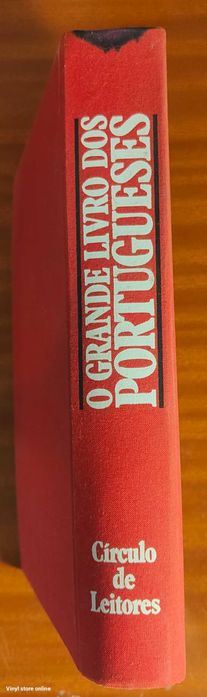 O GRANDE LIVRO DOS
PORTUGUESES
Círculo
de
Leitores
Vinyl store online